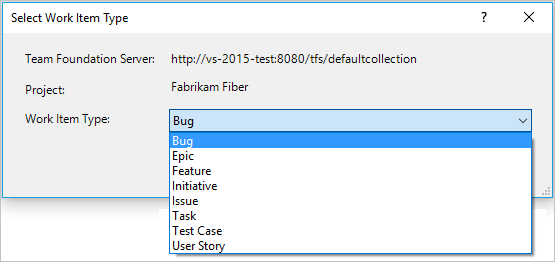 Select Work Item Type
?
Team Foundation Server: http://vs-2015-test:8080/tfs/defaultcollection
Project: Fabrikam Fiber
Work Item Type: Bug
Bug
Epic
Feature
Initiative
Issue
Task
Test Case
User Story